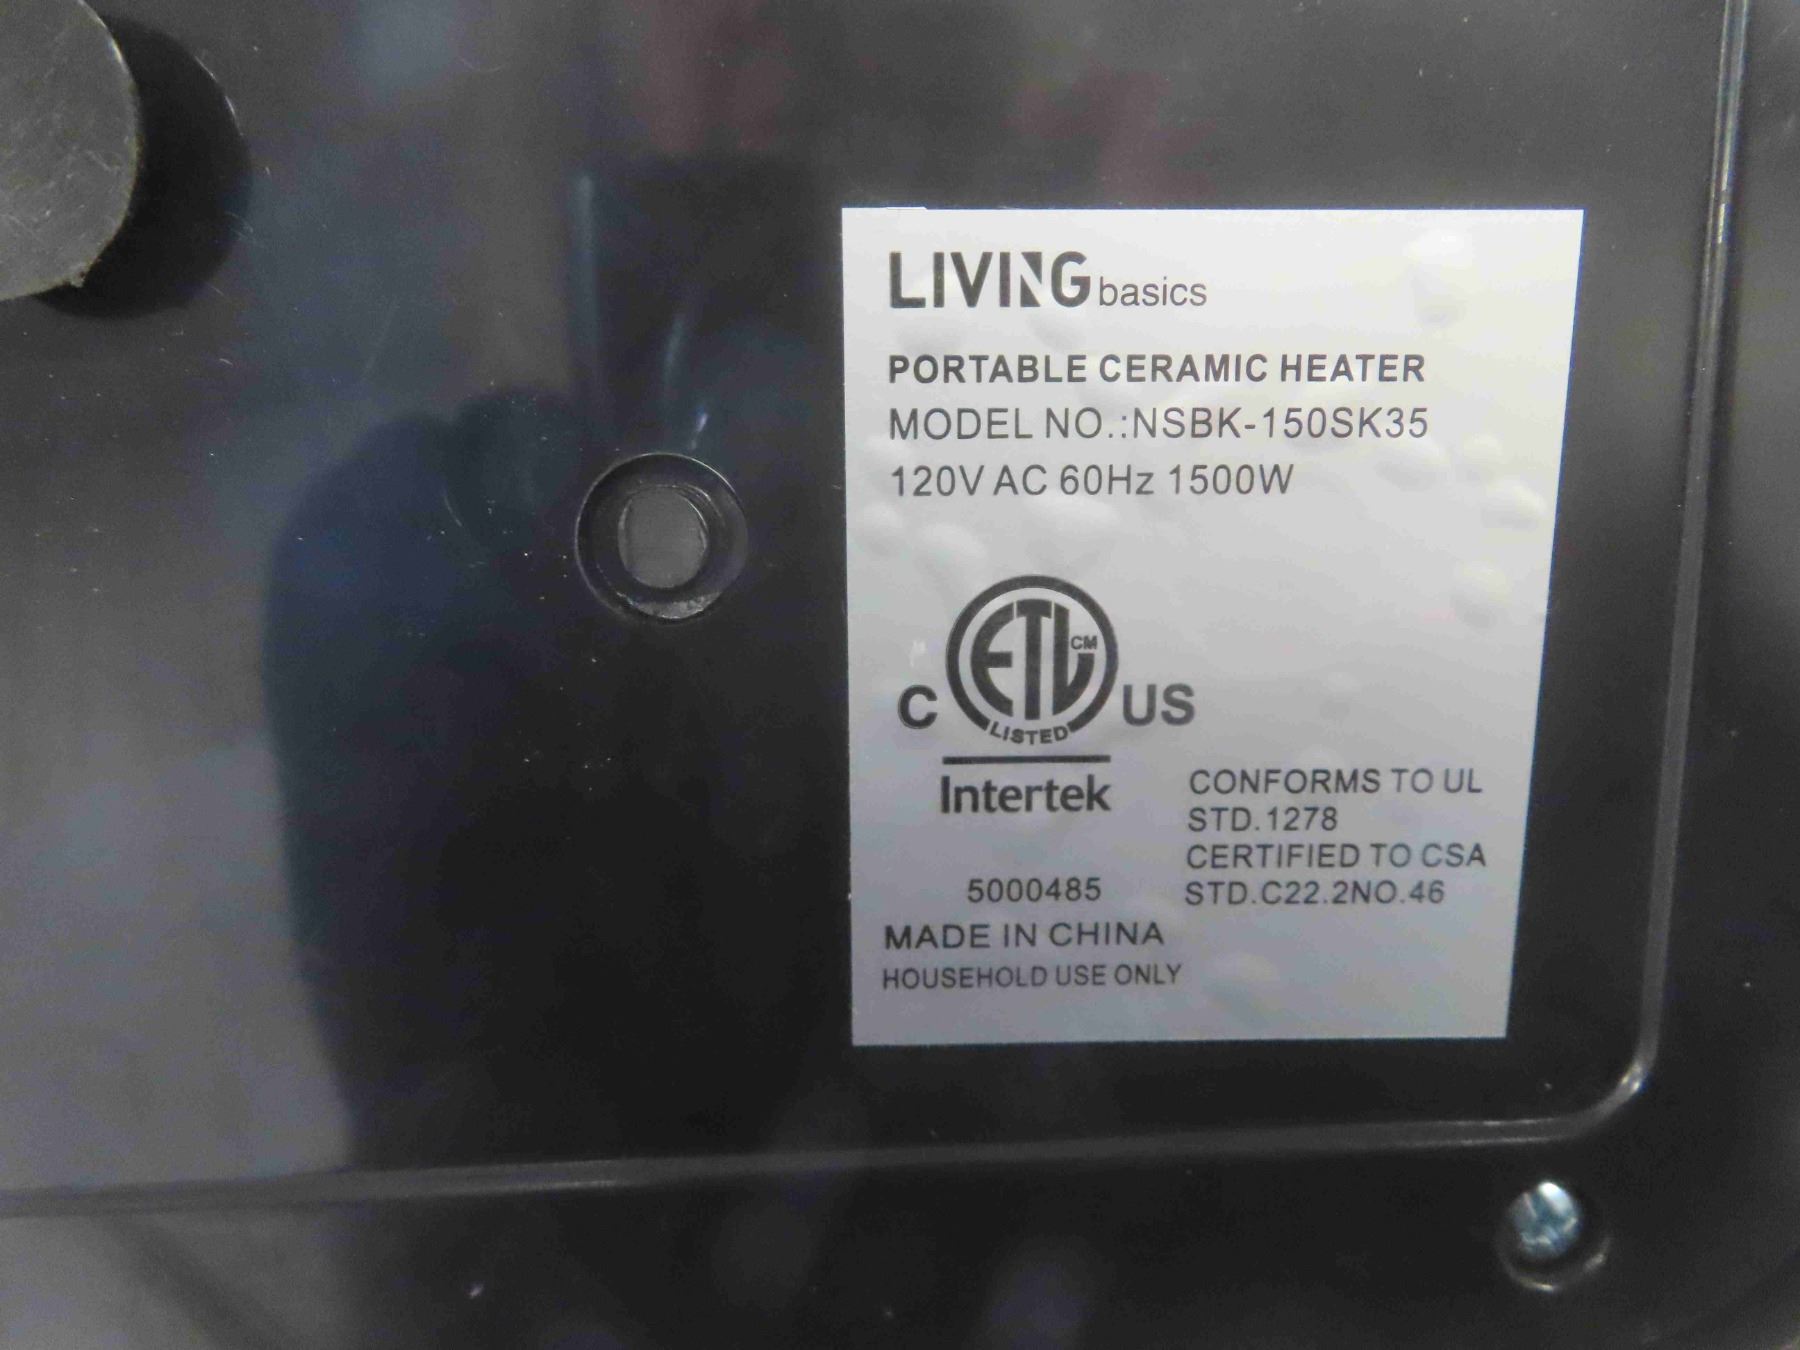 LIVING basics
PORTABLE CERAMIC HEATER
MODEL NO.:NSBK-150SK35
120V AC 60Hz 1500W
ETL CM
C US
LISTED
Intertek
CONFORMS TO UL
STD.1278
CERTIFIED TO CSA
STD.C22.2NO.46
5000485
MADE IN CHINA
HOUSEHOLD USE ONLY